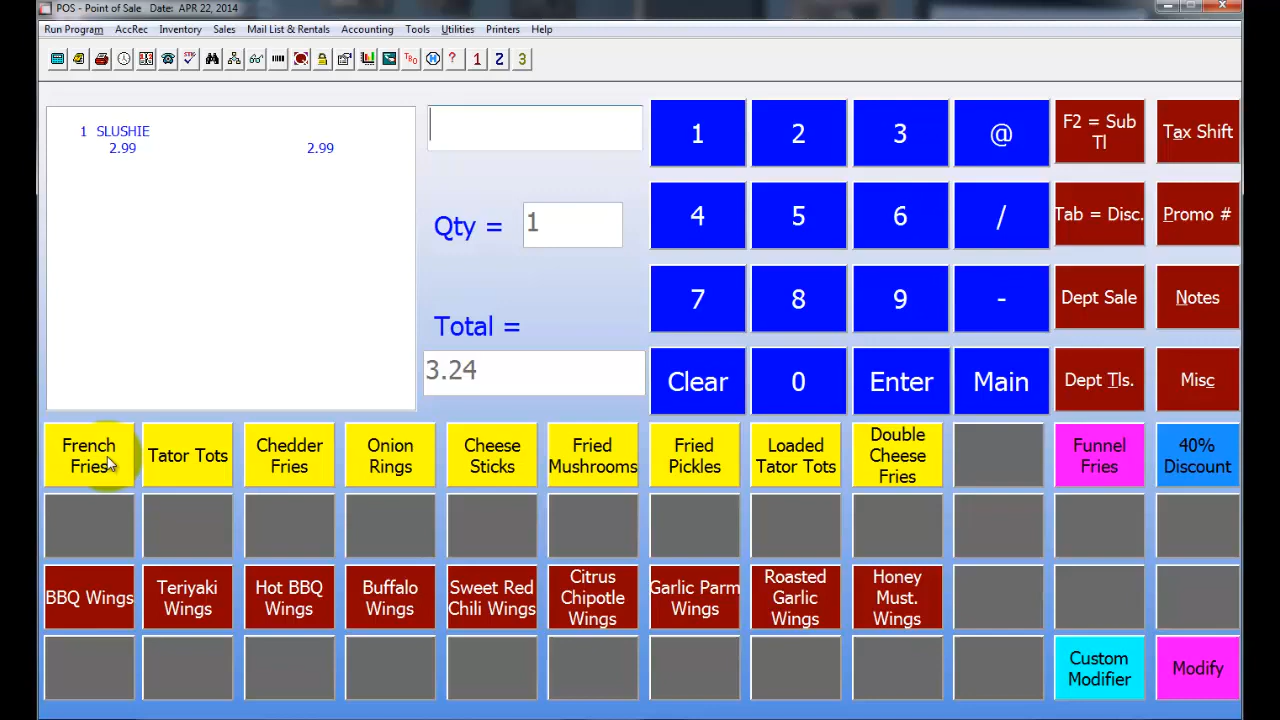 POS - Point of Sale Date: APR 22, 2014
Run Program AccRec Inventory Sales Mail List & Rentals Accounting Tools Utilities Printers Help
? 1 2 3
1 SLUSHIE
2.99 2.99
Qty = 1
Total =
3.24
1 2 3 @ F2 = Sub Tl Tax Shift
4 5 6 / Tab = Disc. Promo #
7 8 9 - Dept Sale Notes
Clear 0 Enter Main Dept Tls. Misc
French Fries
Tator Tots
Chedder Fries
Onion Rings
Cheese Sticks
Fried Mushrooms
Fried Pickles
Loaded Tator Tots
Double Cheese Fries
Funnel Fries
40% Discount
BBQ Wings
Teriyaki Wings
Hot BBQ Wings
Buffalo Wings
Sweet Red Chili Wings
Citrus Chipotle Wings
Garlic Parm Wings
Roasted Garlic Wings
Honey Must. Wings
Custom Modifier
Modify